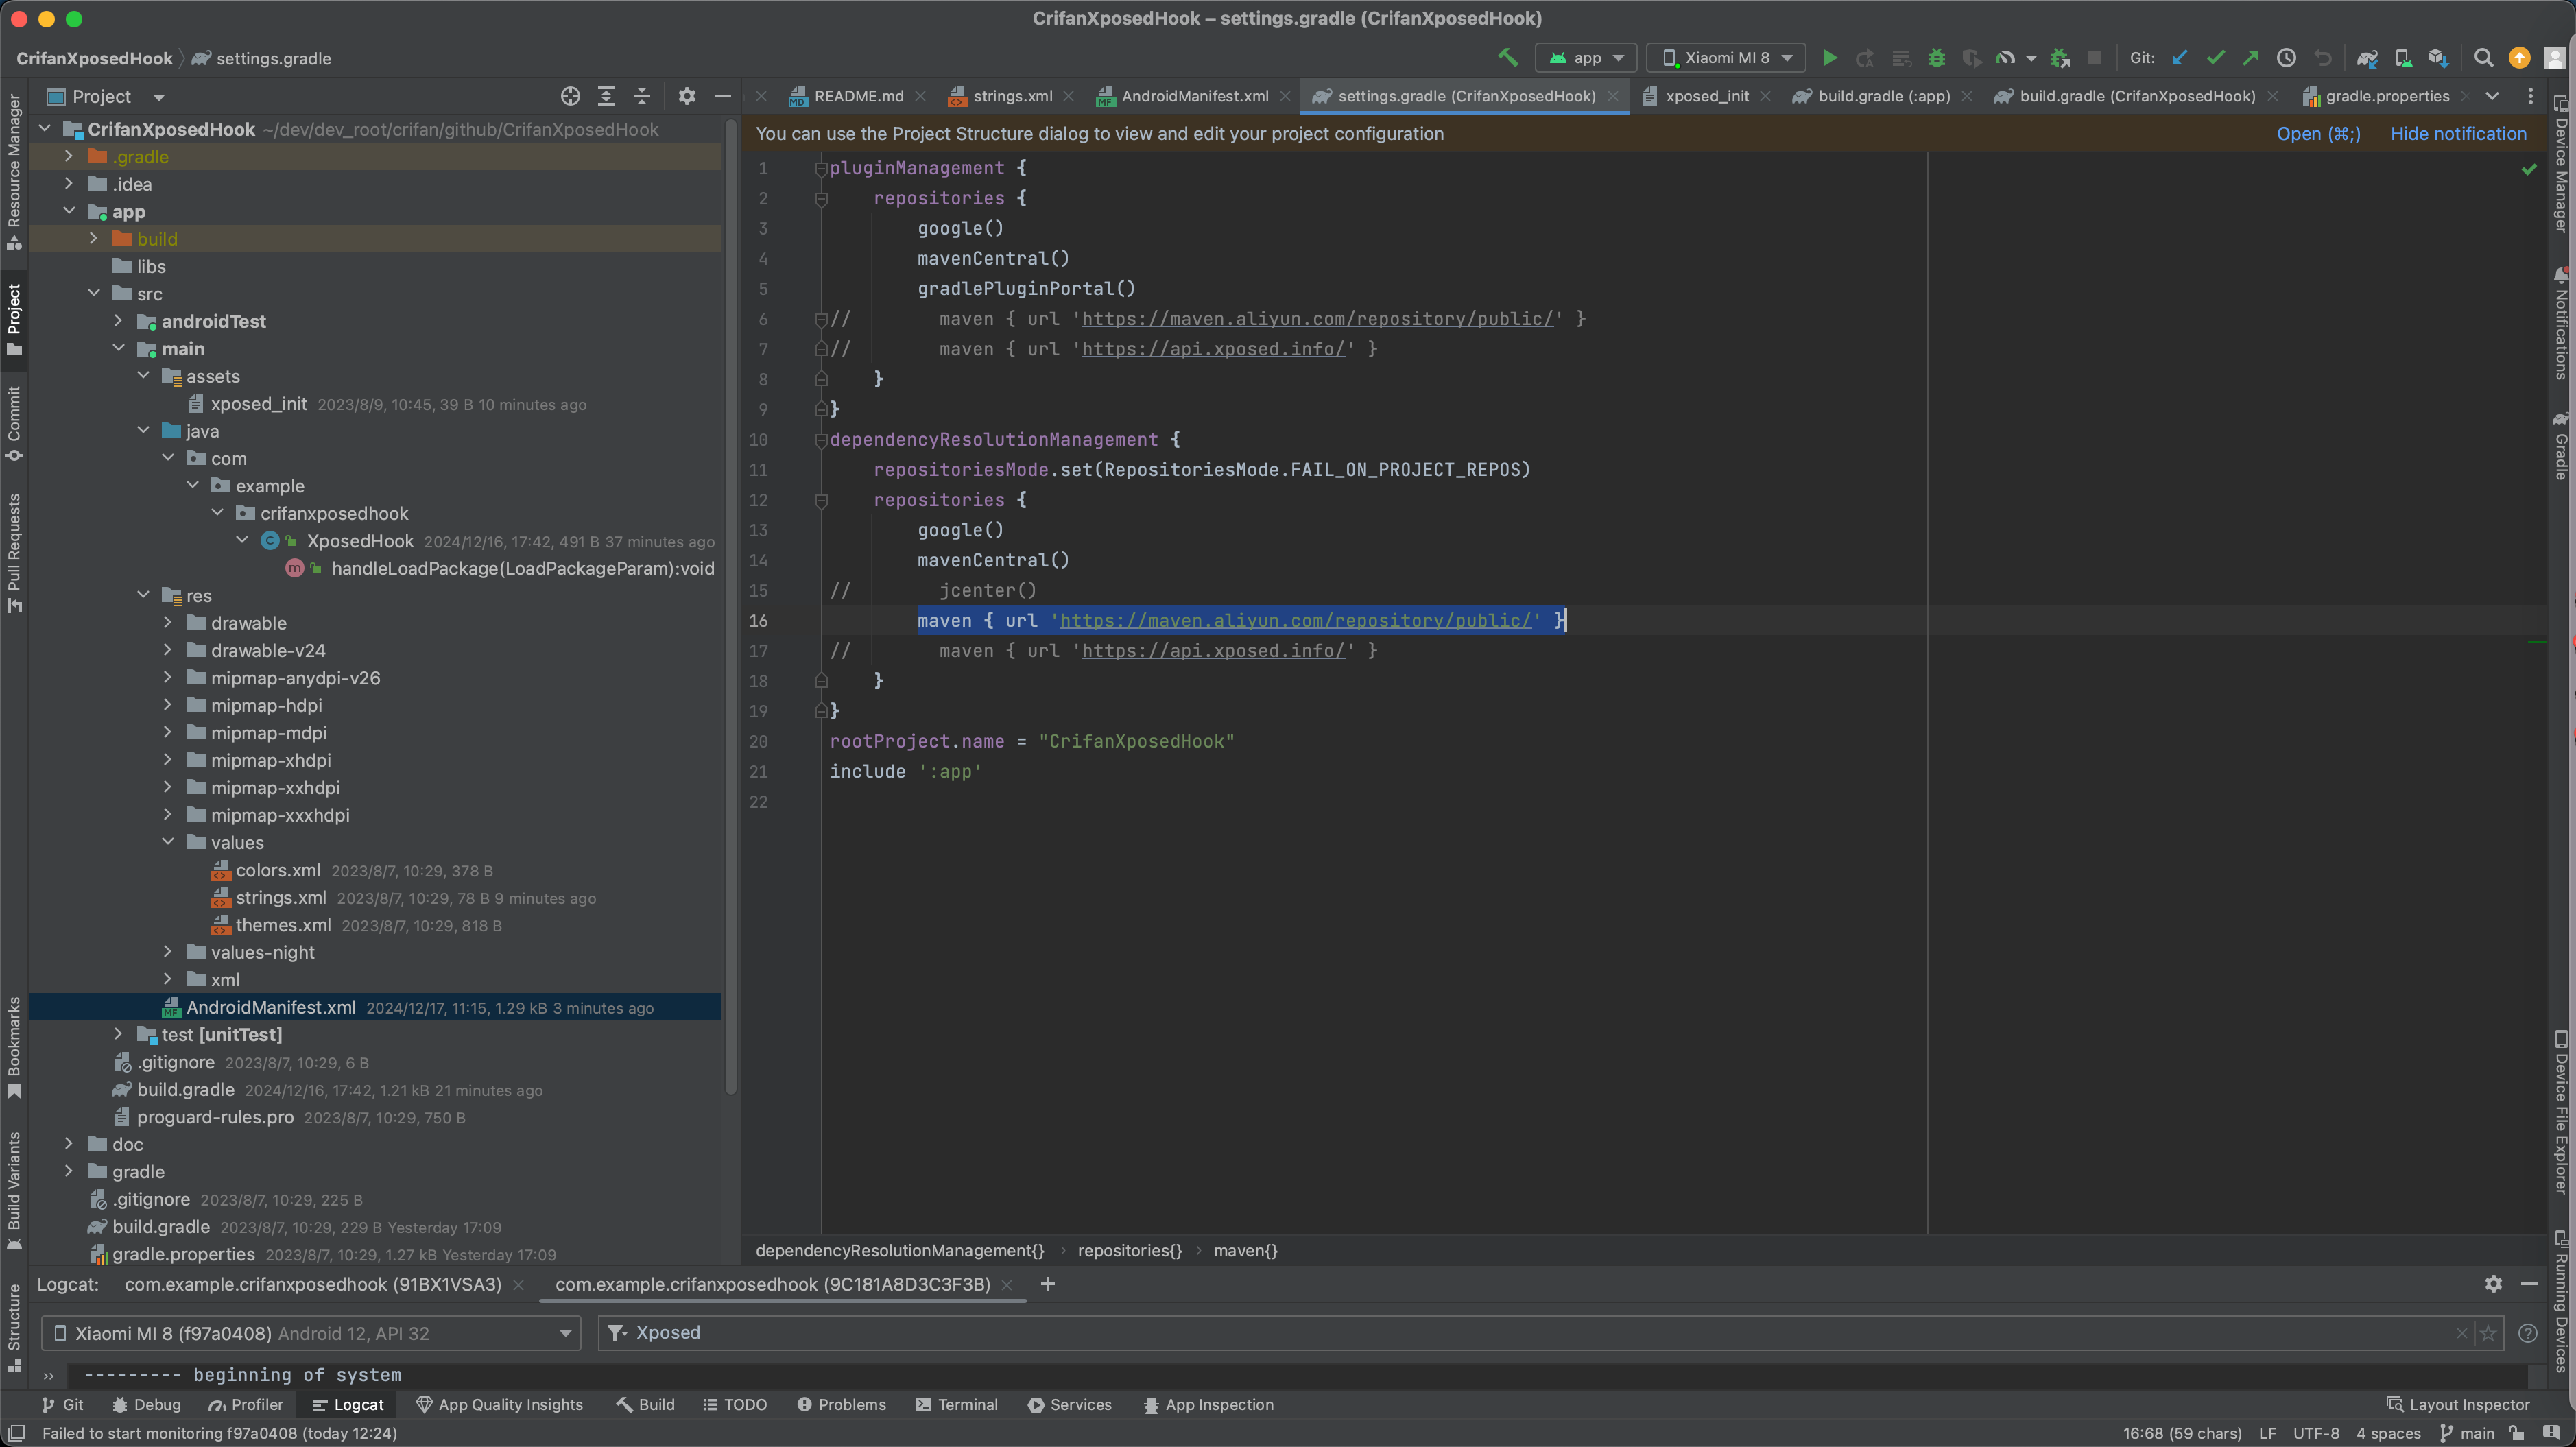 CrifanXposedHook – settings.gradle (CrifanXposedHook)
CrifanXposedHook settings.gradle
app
Xiaomi MI 8
Git:
Project
README.md
strings.xml
AndroidManifest.xml
settings.gradle (CrifanXposedHook)
xposed_init
build.gradle (:app)
build.gradle (CrifanXposedHook)
gradle.properties
You can use the Project Structure dialog to view and edit your project configuration
Open (⌘;)
Hide notification
Resource Manager
Project
Commit
Pull Requests
Bookmarks
Build Variants
Structure
CrifanXposedHook ~/dev/dev_root/crifan/github/CrifanXposedHook
.gradle
.idea
app
build
libs
src
androidTest
main
assets
xposed_init 2023/8/9, 10:45, 39 B 10 minutes ago
java
com
example
crifanxposedhook
C XposedHook 2024/12/16, 17:42, 491 B 37 minutes ago
m handleLoadPackage(LoadPackageParam):void
res
drawable
drawable-v24
mipmap-anydpi-v26
mipmap-hdpi
mipmap-mdpi
mipmap-xhdpi
mipmap-xxhdpi
mipmap-xxxhdpi
values
colors.xml 2023/8/7, 10:29, 378 B
strings.xml 2023/8/7, 10:29, 78 B 9 minutes ago
themes.xml 2023/8/7, 10:29, 818 B
values-night
xml
AndroidManifest.xml 2024/12/17, 11:15, 1.29 kB 3 minutes ago
test [unitTest]
.gitignore 2023/8/7, 10:29, 6 B
build.gradle 2024/12/16, 17:42, 1.21 kB 21 minutes ago
proguard-rules.pro 2023/8/7, 10:29, 750 B
doc
gradle
.gitignore 2023/8/7, 10:29, 225 B
build.gradle 2023/8/7, 10:29, 229 B Yesterday 17:09
gradle.properties 2023/8/7, 10:29, 1.27 kB Yesterday 17:09
1 pluginManagement {
2 repositories {
3 google()
4 mavenCentral()
5 gradlePluginPortal()
6 // maven { url 'https://maven.aliyun.com/repository/public/' }
7 // maven { url 'https://api.xposed.info/' }
8 }
9 }
10 dependencyResolutionManagement {
11 repositoriesMode.set(RepositoriesMode.FAIL_ON_PROJECT_REPOS)
12 repositories {
13 google()
14 mavenCentral()
15 // jcenter()
16 maven { url 'https://maven.aliyun.com/repository/public/' }
17 // maven { url 'https://api.xposed.info/' }
18 }
19 }
20 rootProject.name = "CrifanXposedHook"
21 include ':app'
22
dependencyResolutionManagement{} › repositories{} › maven{}
Device Manager
Notifications
Gradle
Device File Explorer
Running Devices
Logcat: com.example.crifanxposedhook (91BX1VSA3) com.example.crifanxposedhook (9C181A8D3C3F3B) +
Xiaomi MI 8 (f97a0408) Android 12, API 32
Xposed
›› --------- beginning of system
Git Debug Profiler Logcat App Quality Insights Build TODO Problems Terminal Services App Inspection Layout Inspector
Failed to start monitoring f97a0408 (today 12:24)
16:68 (59 chars) LF UTF-8 4 spaces main